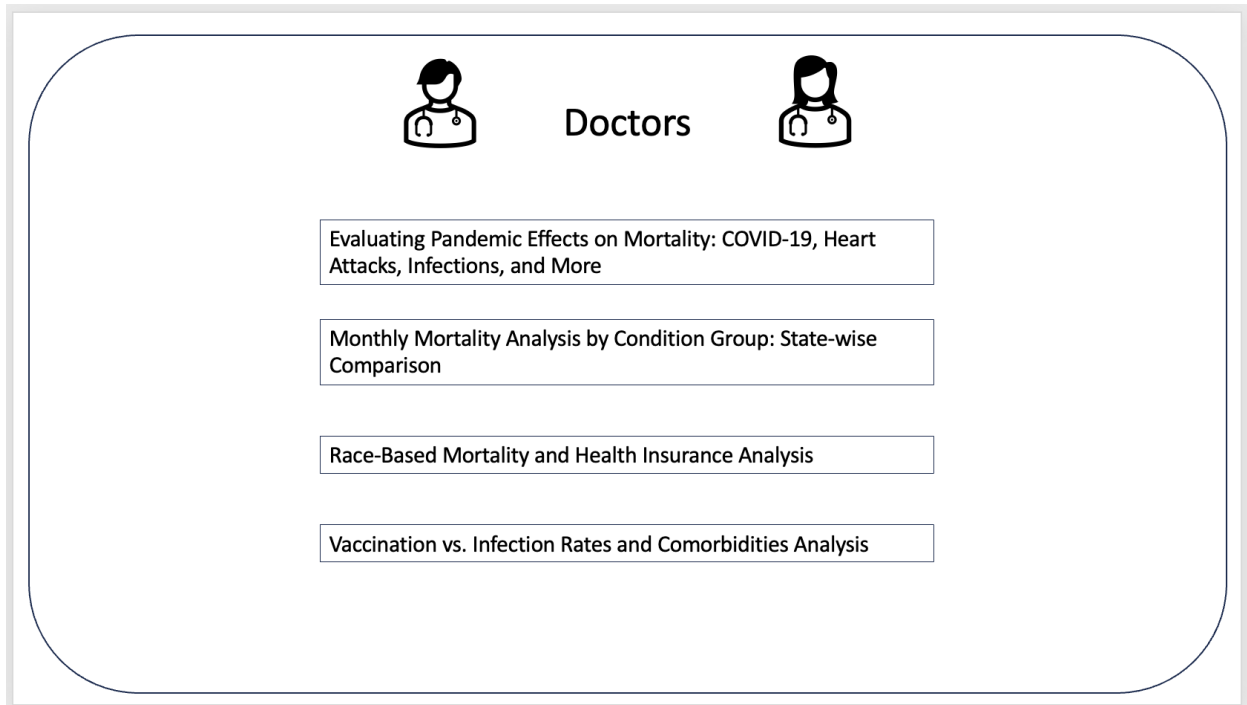 Doctors
Evaluating Pandemic Effects on Mortality: COVID-19, Heart
Attacks, Infections, and More
Monthly Mortality Analysis by Condition Group: State-wise
Comparison
Race-Based Mortality and Health Insurance Analysis
Vaccination vs. Infection Rates and Comorbidities Analysis